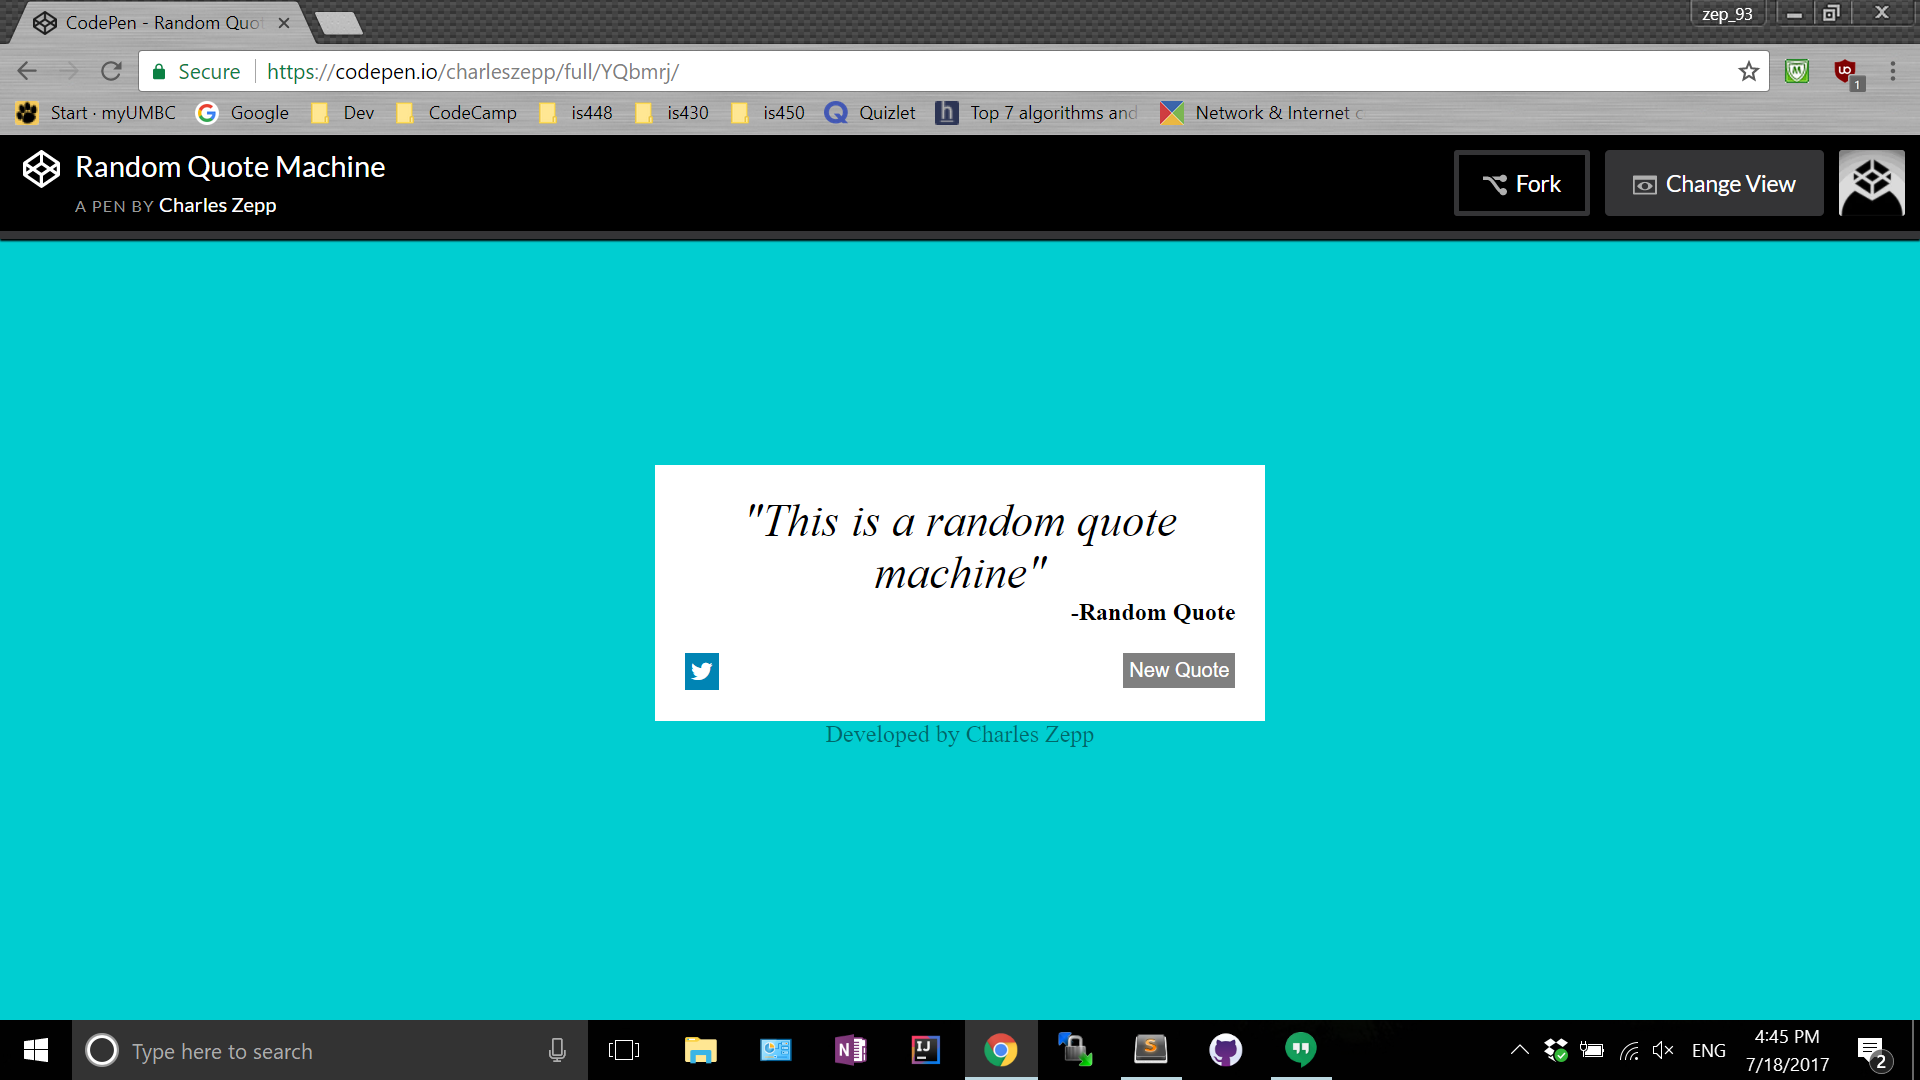 CodePen - Random Quo
zep_93
Secure
https://codepen.io/charleszepp/full/YQbmrj/
1
Start · myUMBC
Google
Dev
CodeCamp
is448
is430
is450
Quizlet
Top 7 algorithms and
Network & Internet
Random Quote Machine
A PEN BY Charles Zepp
Fork
Change View
"This is a random quote
machine"
-Random Quote
New Quote
Developed by Charles Zepp
Type here to search
ENG
4:45 PM
7/18/2017
2